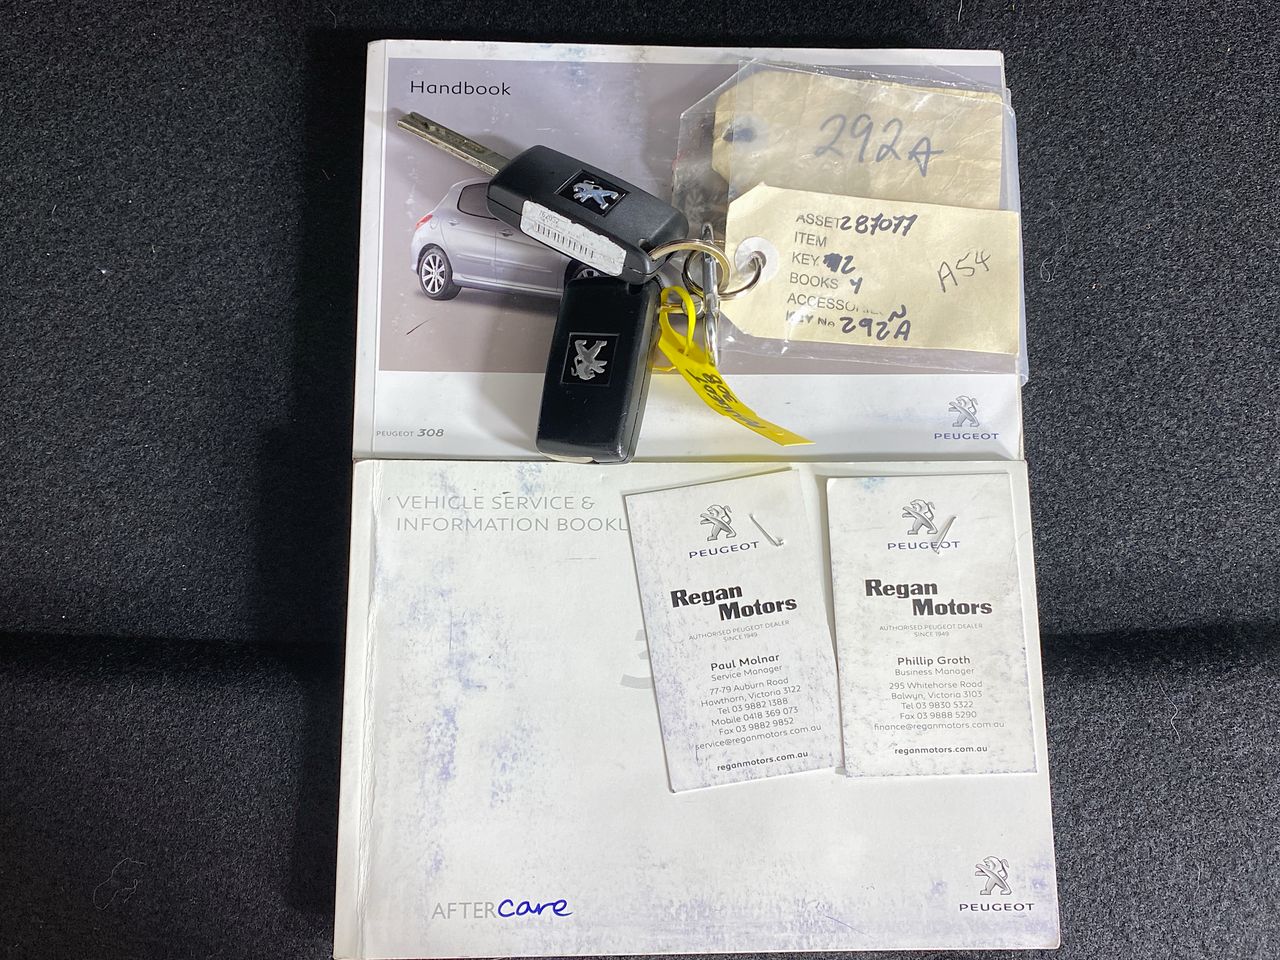 Handbook
292A
ASSET 287077
ITEM
KEY 2
BOOKS Y
ACCESSORIES N
KEY No 292A
A54
308
PEUGEOT 308
PEUGEOT
VEHICLE SERVICE &
INFORMATION BOOKL
PEUGEOT
Regan
Motors
AUTHORISED PEUGEOT DEALER
SINCE 1949
Paul Molnar
Service Manager
77-79 Auburn Road
Hawthorn, Victoria 3122
Tel 03 9882 1388
Mobile 0418 369 073
Fax 03 9882 9852
service@reganmotors.com.au
reganmotors.com.au
PEUGEOT
Regan
Motors
AUTHORISED PEUGEOT DEALER
SINCE 1949
Phillip Groth
Business Manager
295 Whitehorse Road
Balwyn, Victoria 3103
Tel 03 9830 5322
Fax 03 9888 5290
finance@reganmotors.com.au
reganmotors.com.au
AFTERcare
PEUGEOT